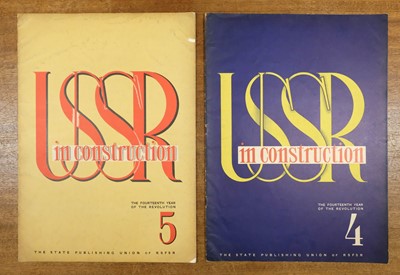 USSR
in construction
THE FOURTEENTH YEAR
OF THE REVOLUTION
5
THE STATE PUBLISHING UNION of RSFSR
USSR
in construction
THE FOURTEENTH YEAR
OF THE REVOLUTION
4
THE STATE PUBLISHING UNION of RSFSR